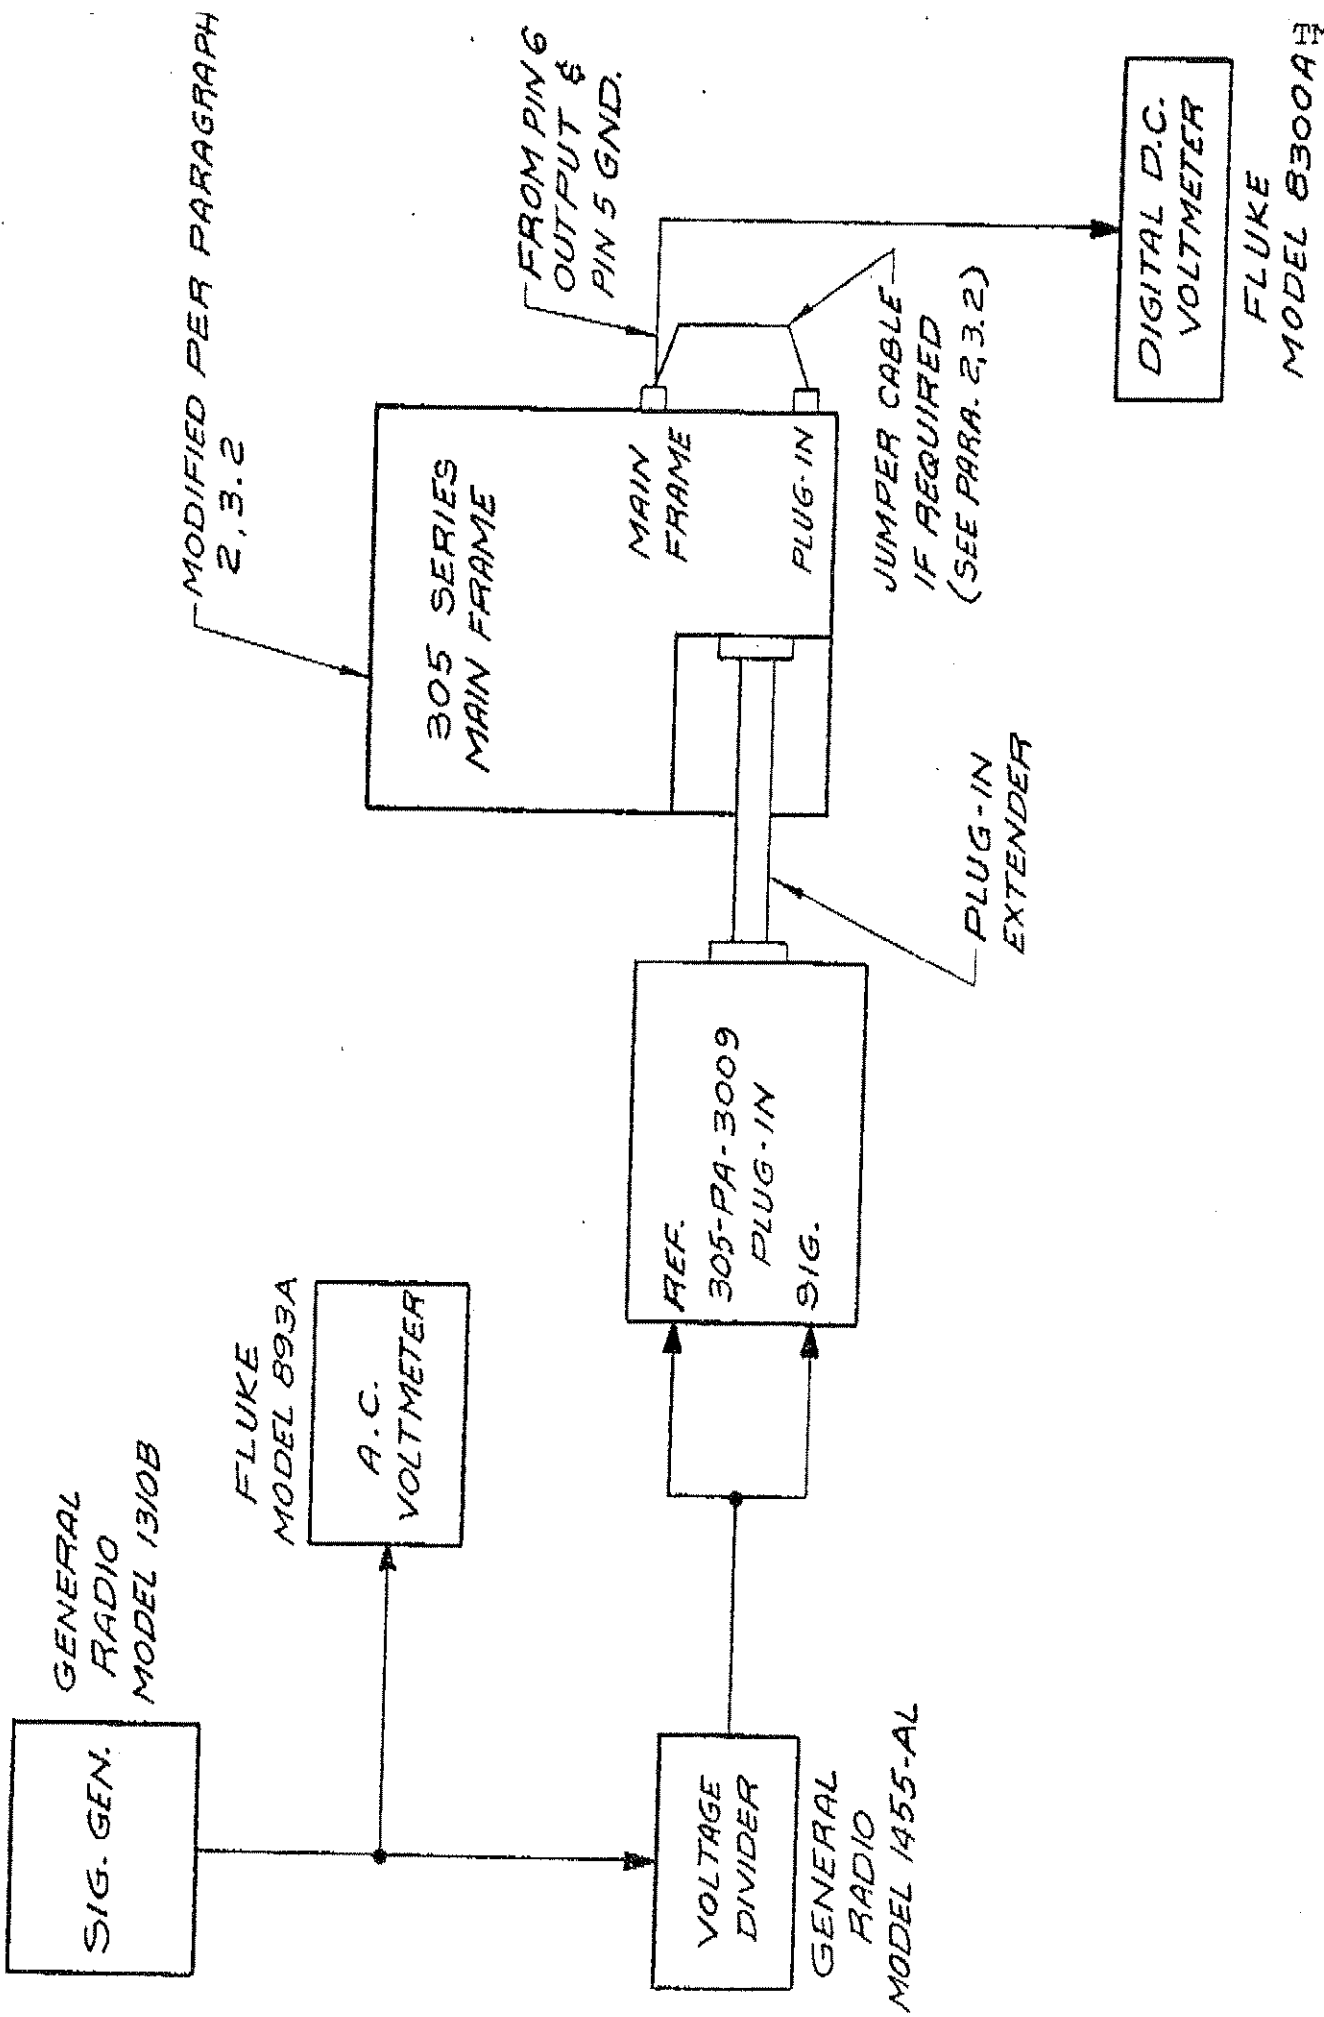 SIG. GEN.
GENERAL
RADIO
MODEL 1310B
FLUKE
MODEL 893A
A.C.
VOLTMETER
VOLTAGE
DIVIDER
GENERAL
RADIO
MODEL 1455-AL
REF.
305-PA-3009
PLUG-IN
SIG.
PLUG-IN
EXTENDER
MODIFIED PER PARAGRAPH
2,3.2
305 SERIES
MAIN FRAME
MAIN
FRAME
PLUG-IN
FROM PIN 6
OUTPUT &
PIN 5 GND.
JUMPER CABLE
IF REQUIRED
(SEE PARA. 2,3.2)
DIGITAL D.C.
VOLTMETER
FLUKE
MODEL 8300A